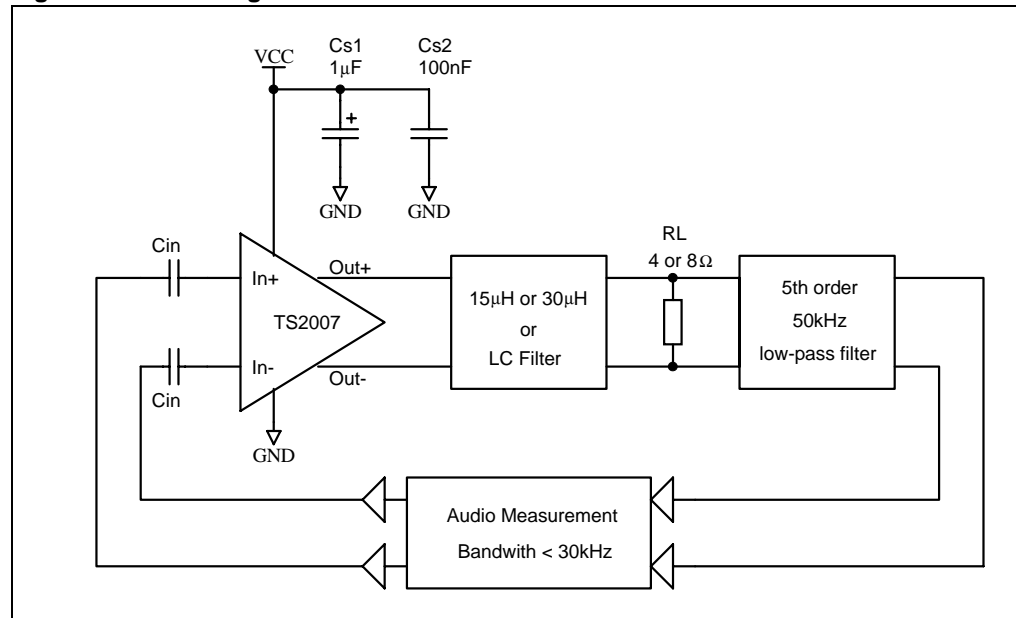 VCC
Cs1
1μF
Cs2
100nF
+
GND
GND
Cin
In+
Out+
TS2007
In-
Out-
Cin
GND
15μH or 30μH
or
LC Filter
RL
4 or 8Ω
5th order
50kHz
low-pass filter
Audio Measurement
Bandwith < 30kHz